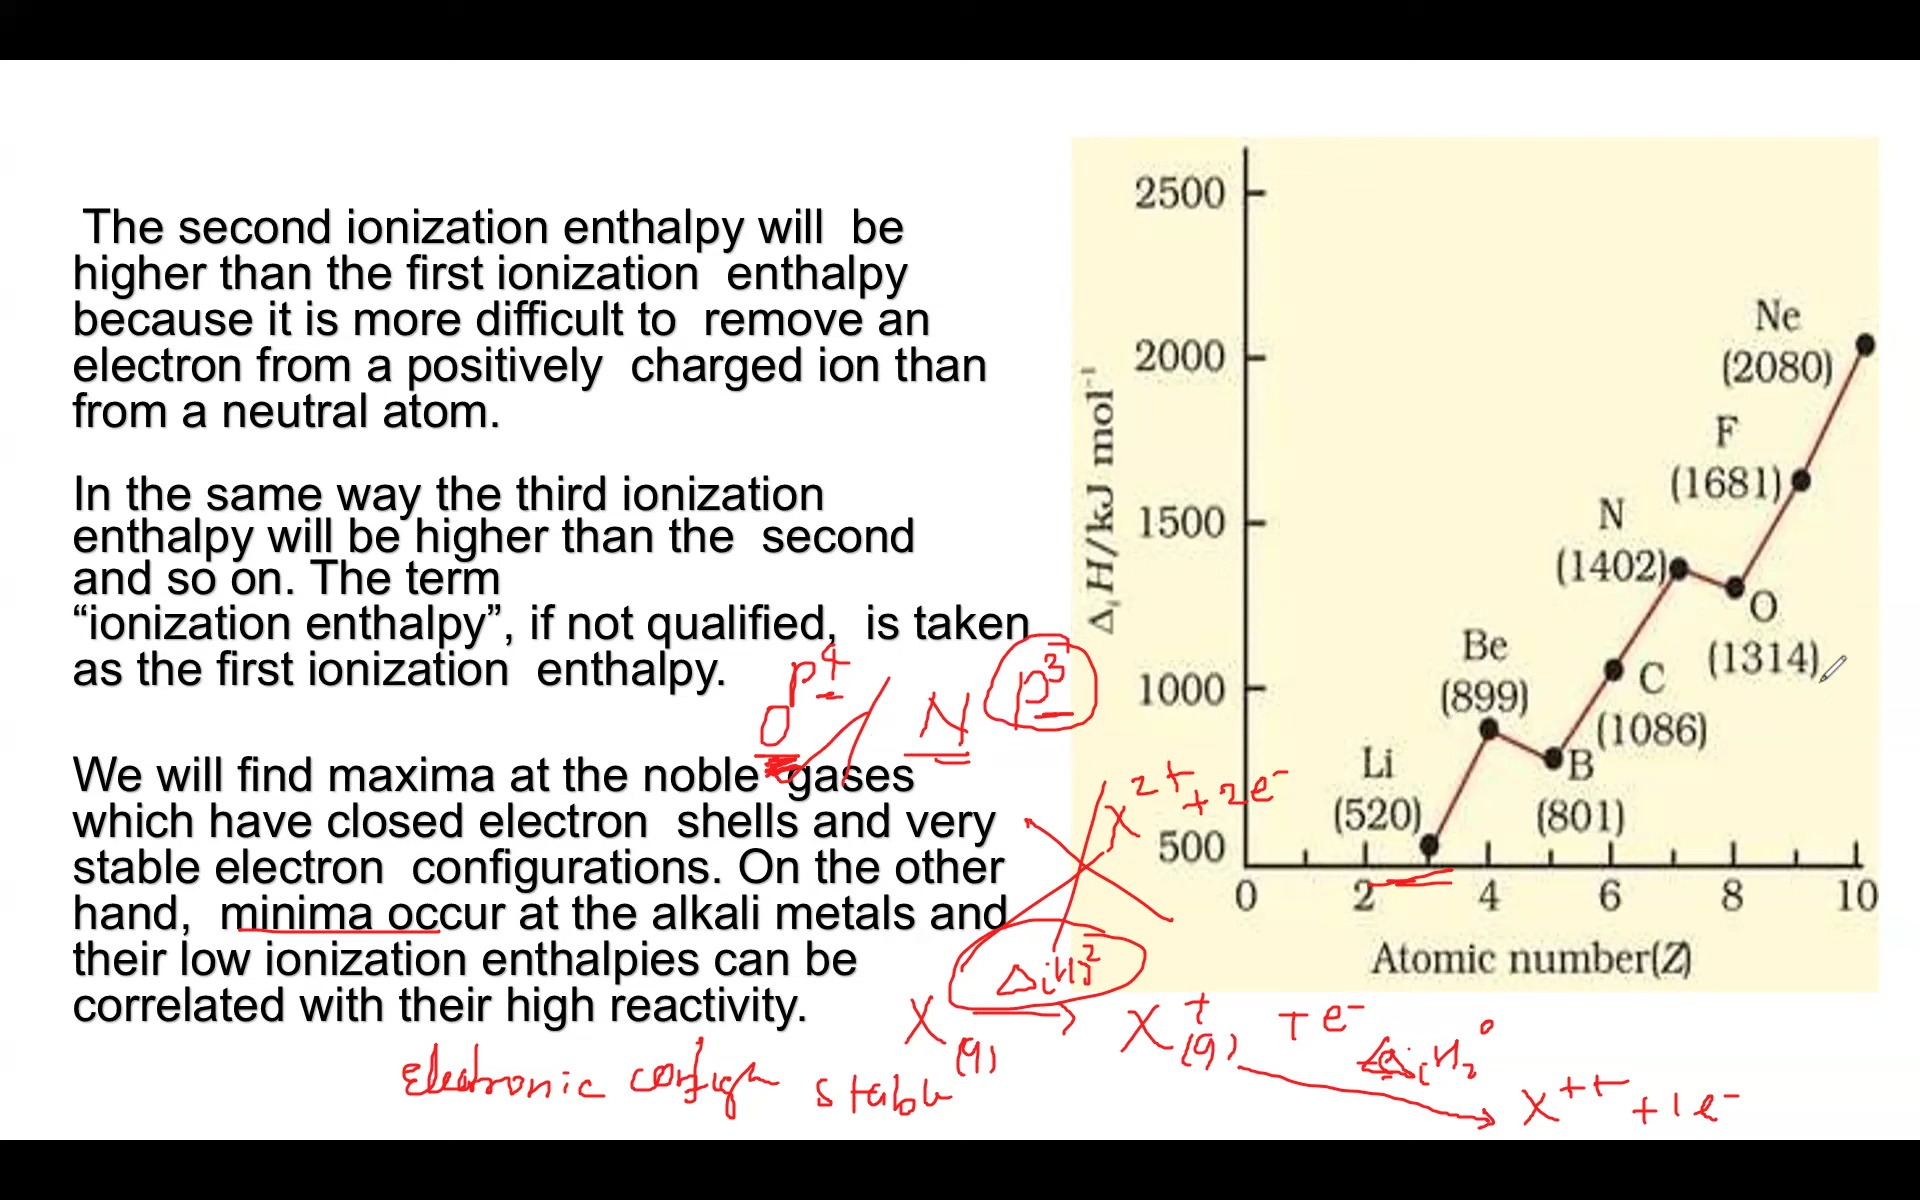 The second ionization enthalpy will be
higher than the first ionization enthalpy
because it is more difficult to remove an
electron from a positively charged ion than
from a neutral atom.
In the same way the third ionization
enthalpy will be higher than the second
and so on. The term
“ionization enthalpy”, if not qualified, is taken
as the first ionization enthalpy.
We will find maxima at the noble gases
which have closed electron shells and very
stable electron configurations. On the other
hand, minima occur at the alkali metals and
their low ionization enthalpies can be
correlated with their high reactivity.
O p⁴
N p³
x²⁺ + 2e⁻
X(g) → X⁺(g) + e⁻
ΔᵢH₂°
x⁺⁺ + 1e⁻
Electronic stable
ΔᵢH/kJ mol⁻¹
2500
2000
1500
1000
500
Ne
(2080)
F
(1681)
N
(1402)
O
(1314)
Be
(899)
C
(1086)
Li
(520)
B
(801)
0 2 4 6 8 10
Atomic number(Z)